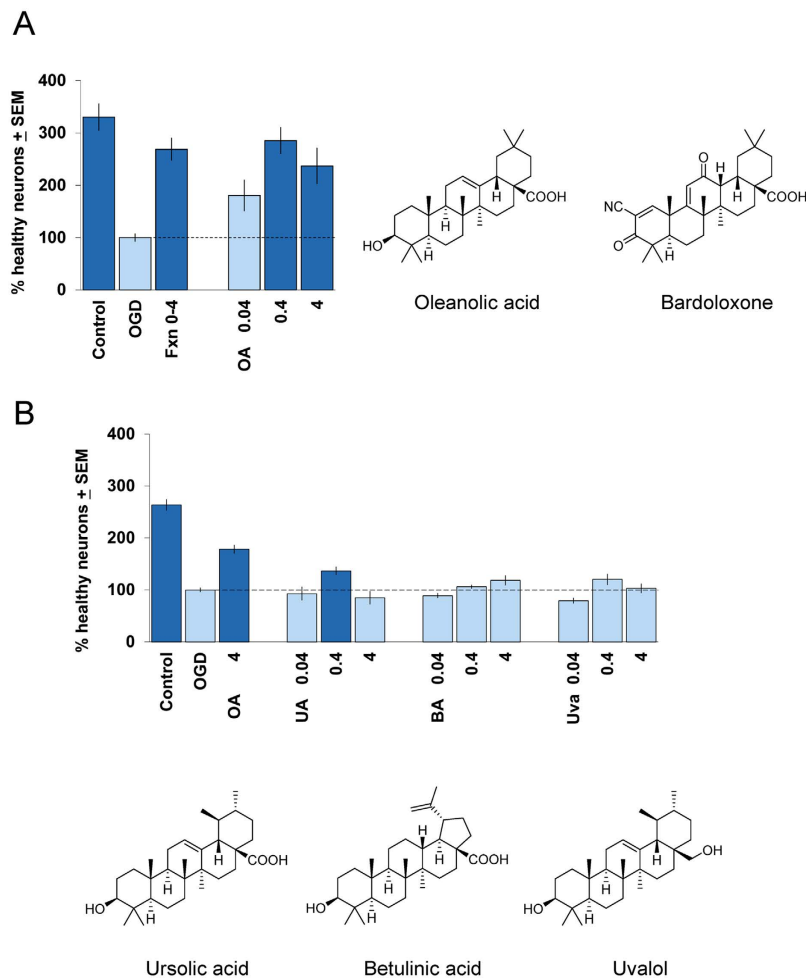 A
% healthy neurons ± SEM
400
300
200
100
0
Control
OGD
Fxn 0-4
OA 0.04
0.4
4
HO
H
H
H
COOH
Oleanolic acid
NC
O
O
H
H
H
COOH
Bardoloxone
B
% healthy neurons ± SEM
400
300
200
100
0
Control
OGD
OA 4
UA 0.04
0.4
4
BA 0.04
0.4
4
Uva 0.04
0.4
4
HO
H
H
H
COOH
Ursolic acid
HO
H
H
H
H
COOH
Betulinic acid
HO
H
H
H
OH
Uvalol